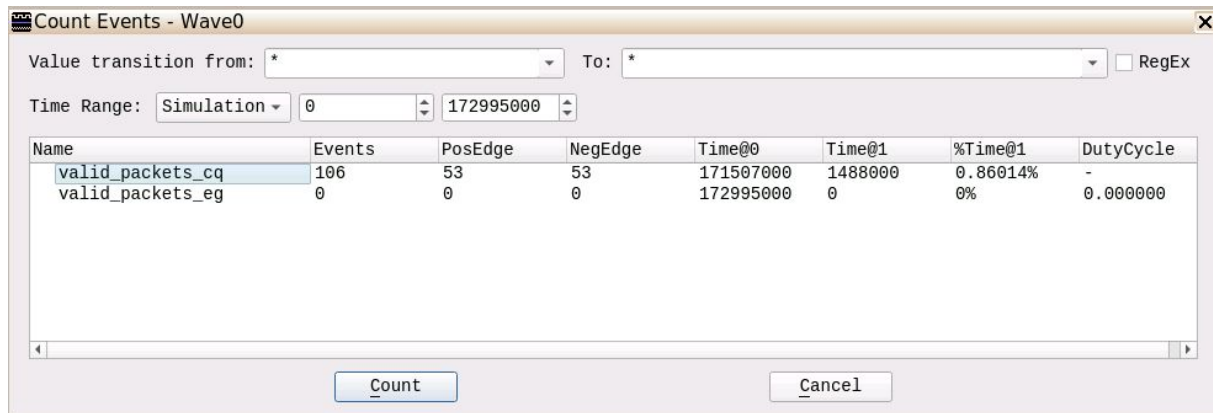 Count Events - Wave0
Value transition from: * To: * RegEx
Time Range: Simulation 0 172995000
Name Events PosEdge NegEdge Time@0 Time@1 %Time@1 DutyCycle
valid_packets_cq 106 53 53 171507000 1488000 0.86014% -
valid_packets_eg 0 0 0 172995000 0 0% 0.000000
Count Cancel